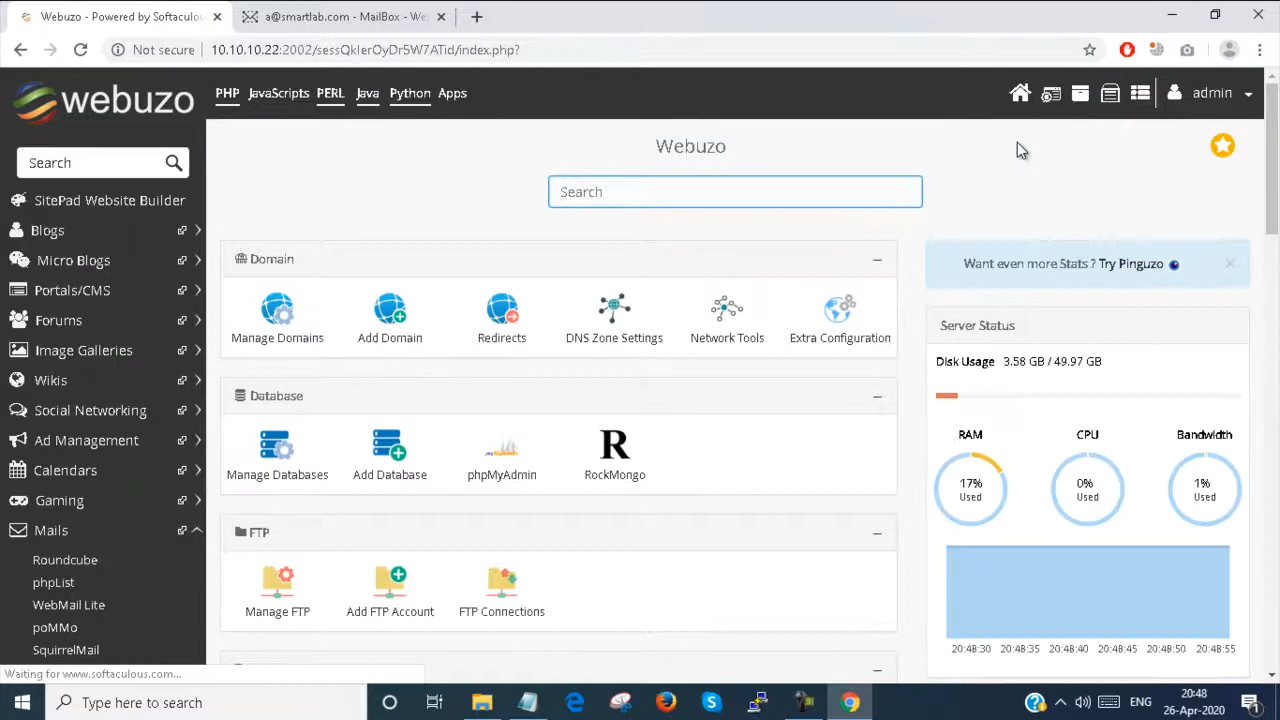 Webuzo - Powered by Softaculou
a@smartlab.com - MailBox - We
Not secure
10.10.10.22:2002/sessQkIerOyDr5W7ATid/index.php?
webuzo
PHP JavaScripts PERL Java Python Apps
admin
Search
Webuzo
Search
SitePad Website Builder
Blogs
Micro Blogs
Portals/CMS
Forums
Image Galleries
Wikis
Social Networking
Ad Management
Calendars
Gaming
Mails
Roundcube
phpList
WebMail Lite
poMMo
SquirrelMail
Domain
Manage Domains
Add Domain
Redirects
DNS Zone Settings
Network Tools
Extra Configuration
Database
Manage Databases
Add Database
phpMyAdmin
R
RockMongo
FTP
Manage FTP
Add FTP Account
FTP Connections
Want even more Stats ? Try Pinguzo
Server Status
Disk Usage 3.58 GB / 49.97 GB
RAM
CPU
Bandwidth
17%
Used
0%
Used
1%
Used
20:48:30 20:48:35 20:48:40 20:48:45 20:48:50 20:48:55
Waiting for www.softaculous.com...
Type here to search
ENG
20:48
26-Apr-2020
1